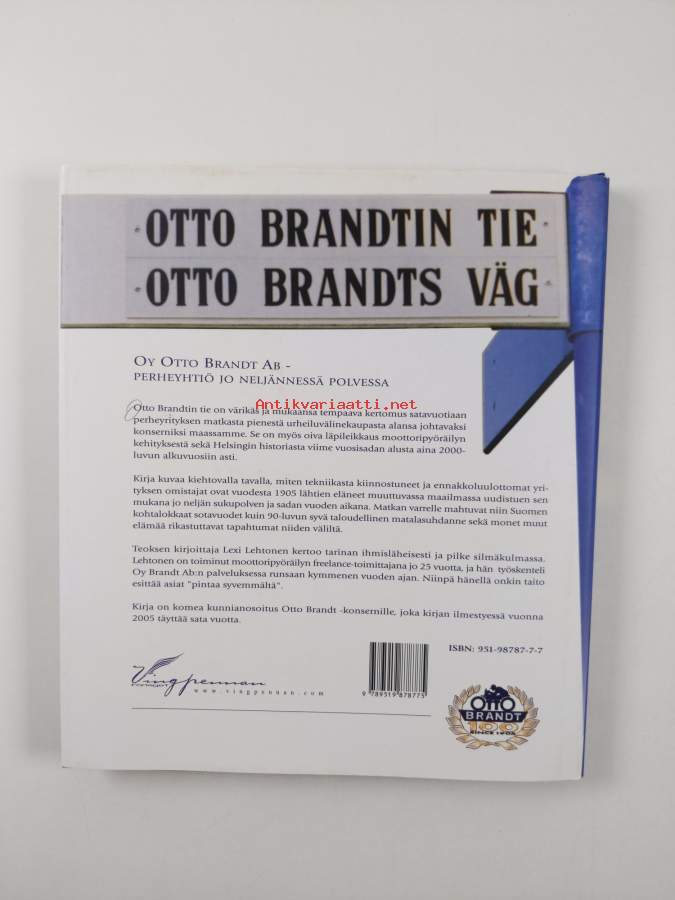 OTTO BRANDTIN TIE
OTTO BRANDTS VÄG
OY OTTO BRANDT AB -
PERHEYHTIÖ JO NELJÄNNESSÄ POLVESSA
Antikvariaatti.net
Otto Brandtin tie on värikäs ja mukaansa tempaava kertomus satavuotiaan
perheyrityksen matkasta pienestä urheiluvälinekaupasta alansa johtavaksi
konserniksi maassamme. Se on myös oiva läpileikkaus moottoripyöräilyn
kehityksestä sekä Helsingin historiasta viime vuosisadan alusta aina 2000-
luvun alkuvuosiin asti.
Kirja kuvaa kiehtovalla tavalla, miten tekniikasta kiinnostuneet ja ennakkoluulottomat yri-
tyksen omistajat ovat vuodesta 1905 lähtien eläneet muuttuvassa maailmassa uudistuen sen
mukana jo neljän sukupolven ja sadan vuoden aikana. Matkan varrelle mahtuvat niin Suomen
kohtalokkaat sotavuodet kuin 90-luvun syvä taloudellinen matalasuhdanne sekä monet muut
elämää rikastuttavat tapahtumat niiden väliltä.
Teoksen kirjoittaja Lexi Lehtonen kertoo tarinan ihmisläheisesti ja pilke silmäkulmassa.
Lehtonen on toiminut moottoripyöräilyn freelance-toimittajana jo 25 vuotta, ja hän työskenteli
Oy Brandt Ab:n palveluksessa runsaan kymmenen vuoden ajan. Niinpä hänellä onkin taito
esittää asiat "pintaa syvemmältä".
Kirja on komea kunnianosoitus Otto Brandt -konsernille, joka kirjan ilmestyessä vuonna
2005 täyttää sata vuotta.
ISBN: 951-98787-7-7
Vingpennan
www.vingpennan.com
9 789519 878775
OTTO
BRANDT
100
SINCE 1905